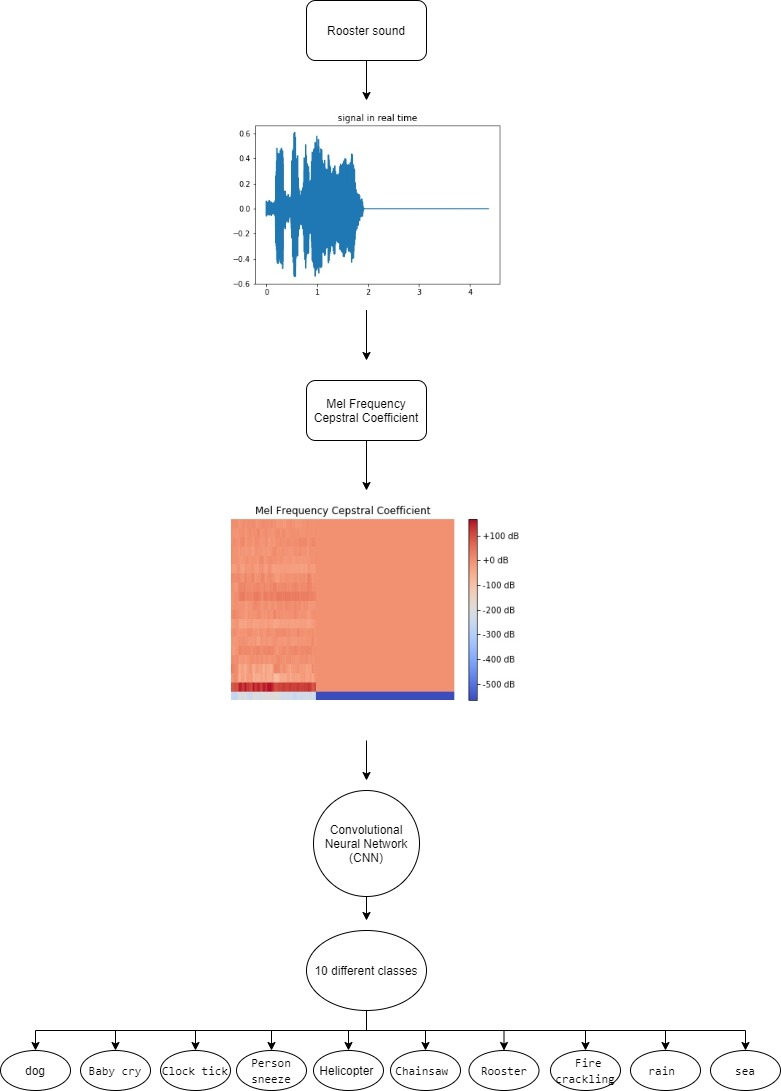 Rooster sound
signal in real time
0.6
0.4
0.2
0.0
−0.2
−0.4
−0.6
0 1 2 3 4
Mel Frequency
Cepstral Coefficient
Mel Frequency Cepstral Coefficient
+100 dB
+0 dB
-100 dB
-200 dB
-300 dB
-400 dB
-500 dB
Convolutional
Neural Network
(CNN)
10 different classes
dog
Baby cry
Clock tick
Person
sneeze
Helicopter
Chainsaw
Rooster
Fire
crackling
rain
sea